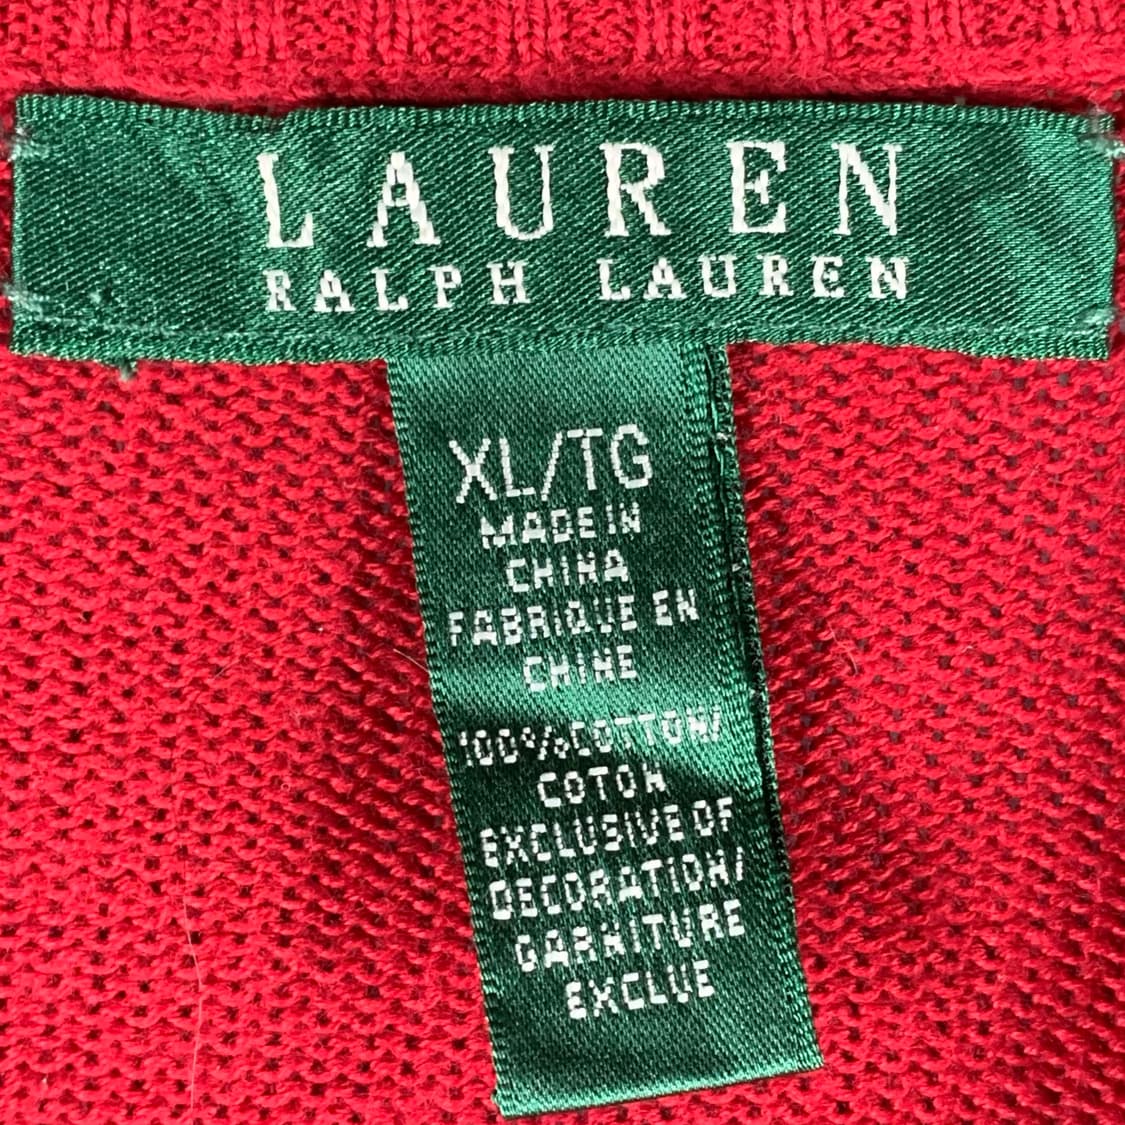 LAUREN
RALPH LAUREN
XL/TG
MADE IN
CHINA
FABRIQUE EN
CHINE
100%COTTON/
COTON
EXCLUSIVE OF
DECORATION/
GARNITURE
EXCLUE